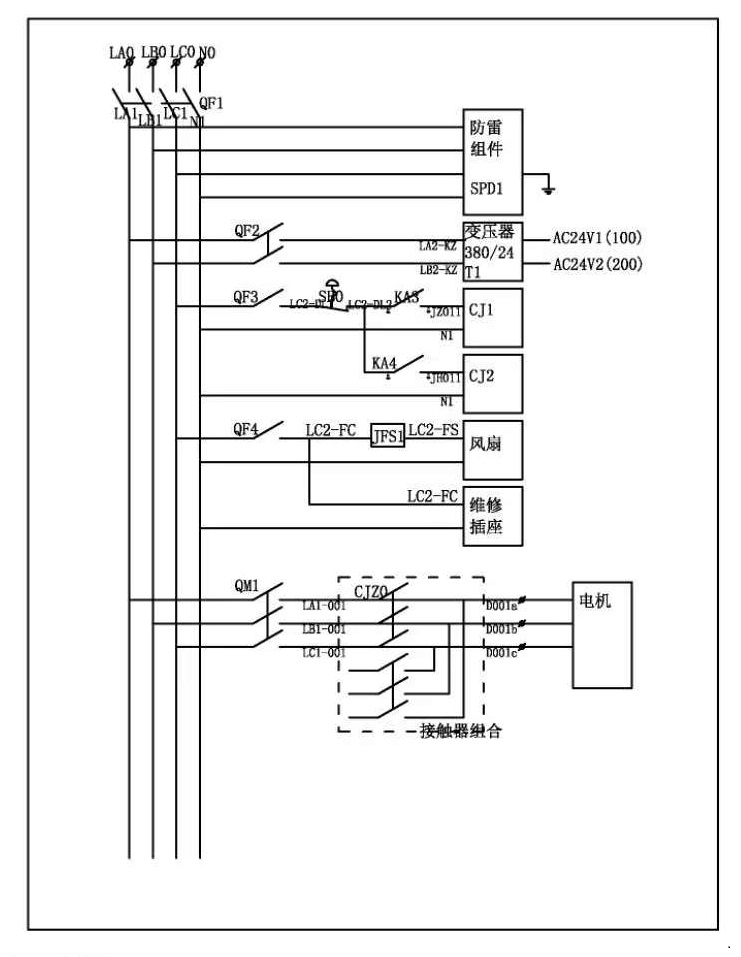 LA0 LB0 LC0 N0
QF1
LA1 LB1 LC1 N1
防雷
组件
SPD1
QF2
LA2-KZ
LB2-KZ
变压器
380/24
T1
AC24V1(100)
AC24V2(200)
QF3
SB0
LC2-DL2
KA3
JZ011
N1
CJ1
KA4
JH011
N1
CJ2
QF4
LC2-FC
JFS1
LC2-FS
风扇
LC2-FC
维修
插座
QM1
LA1-001
LB1-001
LC1-001
CJZ0
D001a
D001b
D001c
电机
接触器组合